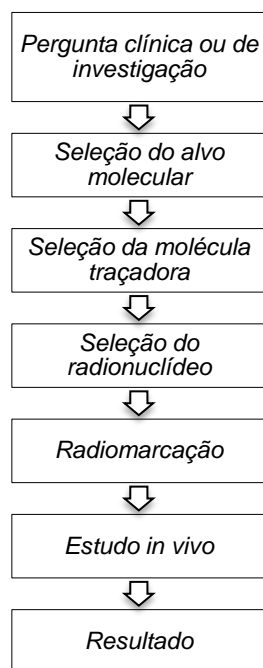 Pergunta clínica ou de
investigação
Seleção do alvo
molecular
Seleção da molécula
traçadora
Seleção do
radionuclídeo
Radiomarcação
Estudo in vivo
Resultado